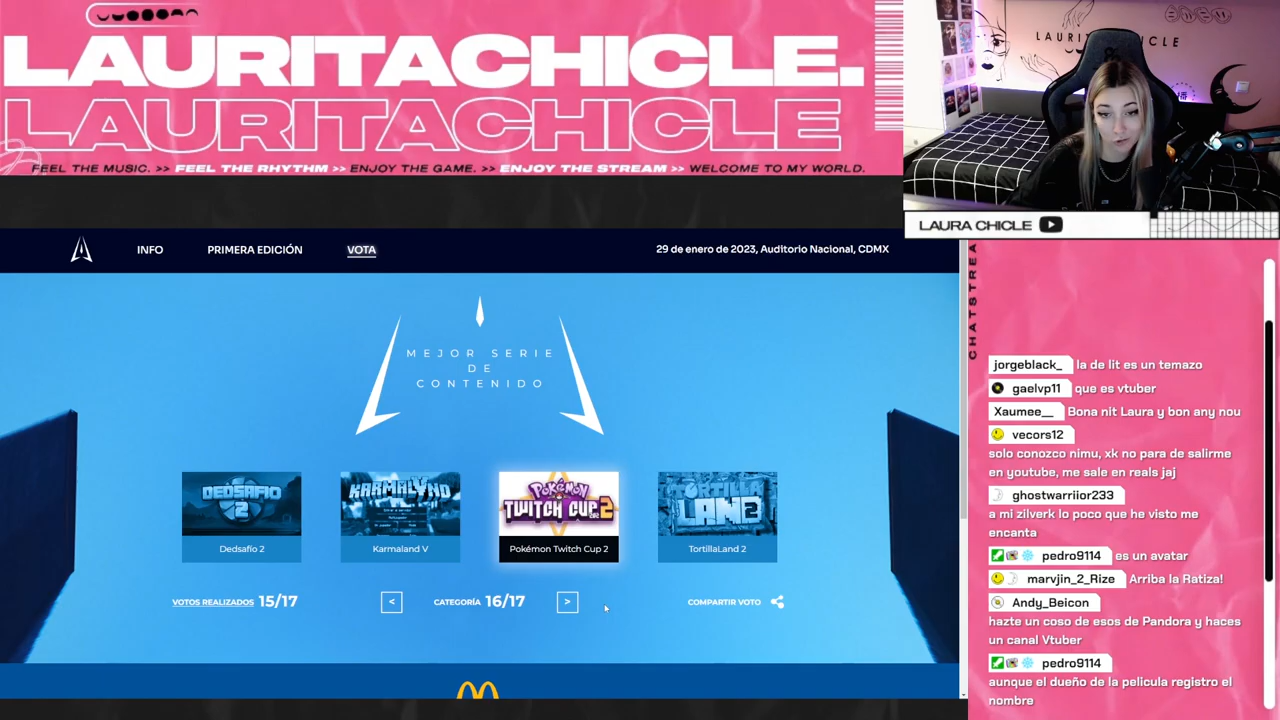 LAURITACHICLE.
LAURITACHICLE
FEEL THE MUSIC. >> FEEL THE RHYTHM >> ENJOY THE GAME. >> ENJOY THE STREAM >> WELCOME TO MY WORLD.
LAURITACHICLE
LAURA CHICLE
INFO
PRIMERA EDICIÓN
VOTA
29 de enero de 2023, Auditorio Nacional, CDMX
MEJOR SERIE
DE
CONTENIDO
DEDSAFIO
2
KARMALAND
POKéMON
TWITCH CUP 2
TORTILLA
LAND 2
Dedsafío 2
Karmaland V
Pokémon Twitch Cup 2
TortillaLand 2
VOTOS REALIZADOS 15/17
<
CATEGORÍA 16/17
>
COMPARTIR VOTO
CHATSTREA
jorgeblack_ la de lit es un temazo
gaelvp11 que es vtuber
Xaumee__ Bona nit Laura y bon any nou
vecors12
solo conozco nimu, xk no para de salirme
en youtube, me sale en reals jaj
ghostwarriior233
a mi zilverk lo poco que he visto me
encanta
pedro9114 es un avatar
marvjin_2_Rize Arriba la Ratiza!
Andy_Beicon
hazte un coso de esos de Pandora y haces
un canal Vtuber
pedro9114
aunque el dueño de la pelicula registro el
nombre